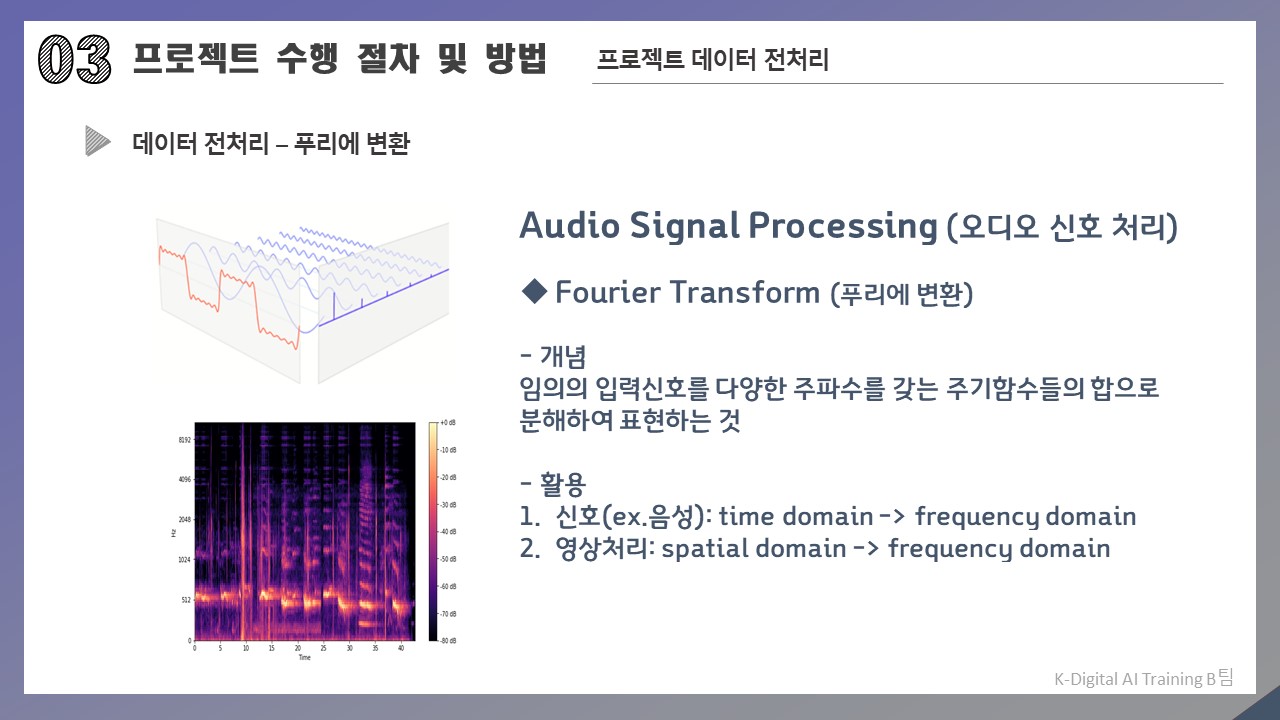 03 프로젝트 수행 절차 및 방법
프로젝트 데이터 전처리
데이터 전처리 – 푸리에 변환
Audio Signal Processing (오디오 신호 처리)
◆ Fourier Transform (푸리에 변환)
- 개념
임의의 입력신호를 다양한 주파수를 갖는 주기함수들의 합으로
분해하여 표현하는 것
- 활용
1. 신호(ex.음성): time domain -> frequency domain
2. 영상처리: spatial domain -> frequency domain
8192
4096
2048
1024
512
0
Hz
0 5 10 15 20 25 30 35 40
Time
+0 dB
-10 dB
-20 dB
-30 dB
-40 dB
-50 dB
-60 dB
-70 dB
-80 dB
K-Digital AI Training B팀